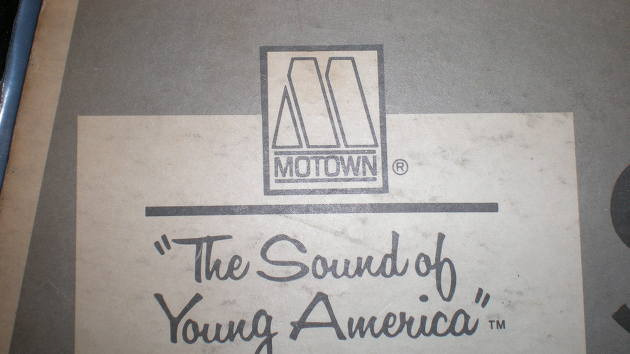 MOTOWN ®
"The Sound of
Young America"™